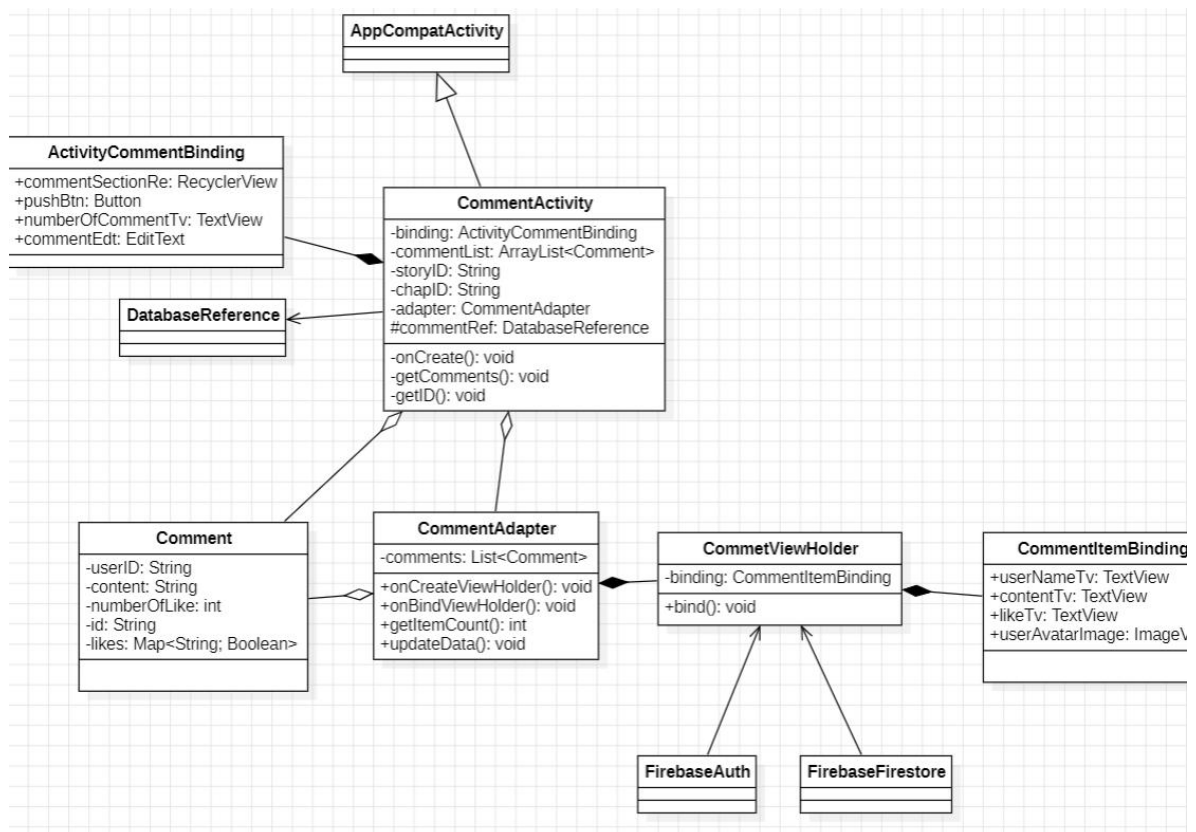 AppCompatActivity
ActivityCommentBinding
+commentSectionRe: RecyclerView
+pushBtn: Button
+numberOfCommentTv: TextView
+commentEdt: EditText
CommentActivity
-binding: ActivityCommentBinding
-commentList: ArrayList<Comment>
-storyID: String
-chapID: String
-adapter: CommentAdapter
#commentRef: DatabaseReference
-onCreate(): void
-getComments(): void
-getID(): void
DatabaseReference
Comment
-userID: String
-content: String
-numberOfLike: int
-id: String
-likes: Map<String; Boolean>
CommentAdapter
-comments: List<Comment>
+onCreateViewHolder(): void
+onBindViewHolder(): void
+getItemCount(): int
+updateData(): void
CommetViewHolder
-binding: CommentItemBinding
+bind(): void
CommentItemBinding
+userNameTv: TextView
+contentTv: TextView
+likeTv: TextView
+userAvatarImage: ImageV
FirebaseAuth
FirebaseFirestore